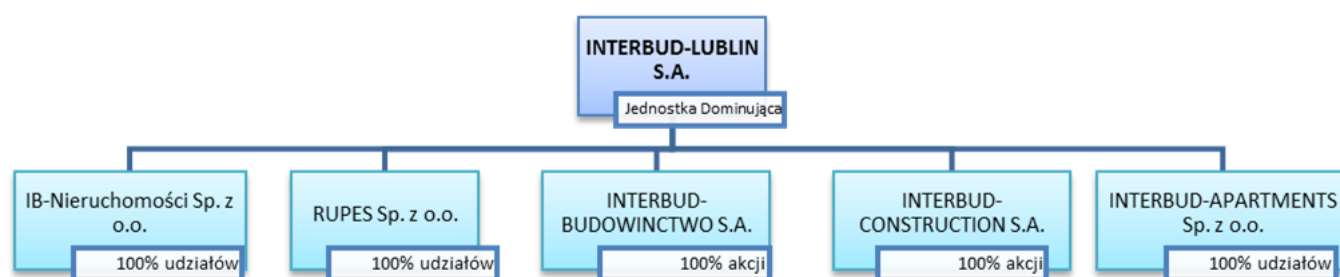 INTERBUD-LUBLIN
S.A.
Jednostka Dominująca
IB-Nieruchomości Sp. z
o.o.
100% udziałów
RUPES Sp. z o.o.
100% udziałów
INTERBUD-
BUDOWINCTWO S.A.
100% akcji
INTERBUD-
CONSTRUCTION S.A.
100% akcji
INTERBUD-APARTMENTS
Sp. z o.o.
100% udziałów